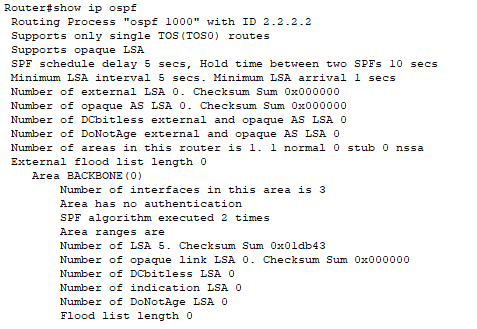 Router#show ip ospf
Routing Process "ospf 1000" with ID 2.2.2.2
Supports only single TOS(TOS0) routes
Supports opaque LSA
SPF schedule delay 5 secs, Hold time between two SPFs 10 secs
Minimum LSA interval 5 secs. Minimum LSA arrival 1 secs
Number of external LSA 0. Checksum Sum 0x000000
Number of opaque AS LSA 0. Checksum Sum 0x000000
Number of DCbitless external and opaque AS LSA 0
Number of DoNotAge external and opaque AS LSA 0
Number of areas in this router is 1. 1 normal 0 stub 0 nssa
External flood list length 0
Area BACKBONE(0)
Number of interfaces in this area is 3
Area has no authentication
SPF algorithm executed 2 times
Area ranges are
Number of LSA 5. Checksum Sum 0x01db43
Number of opaque link LSA 0. Checksum Sum 0x000000
Number of DCbitless LSA 0
Number of indication LSA 0
Number of DoNotAge LSA 0
Flood list length 0